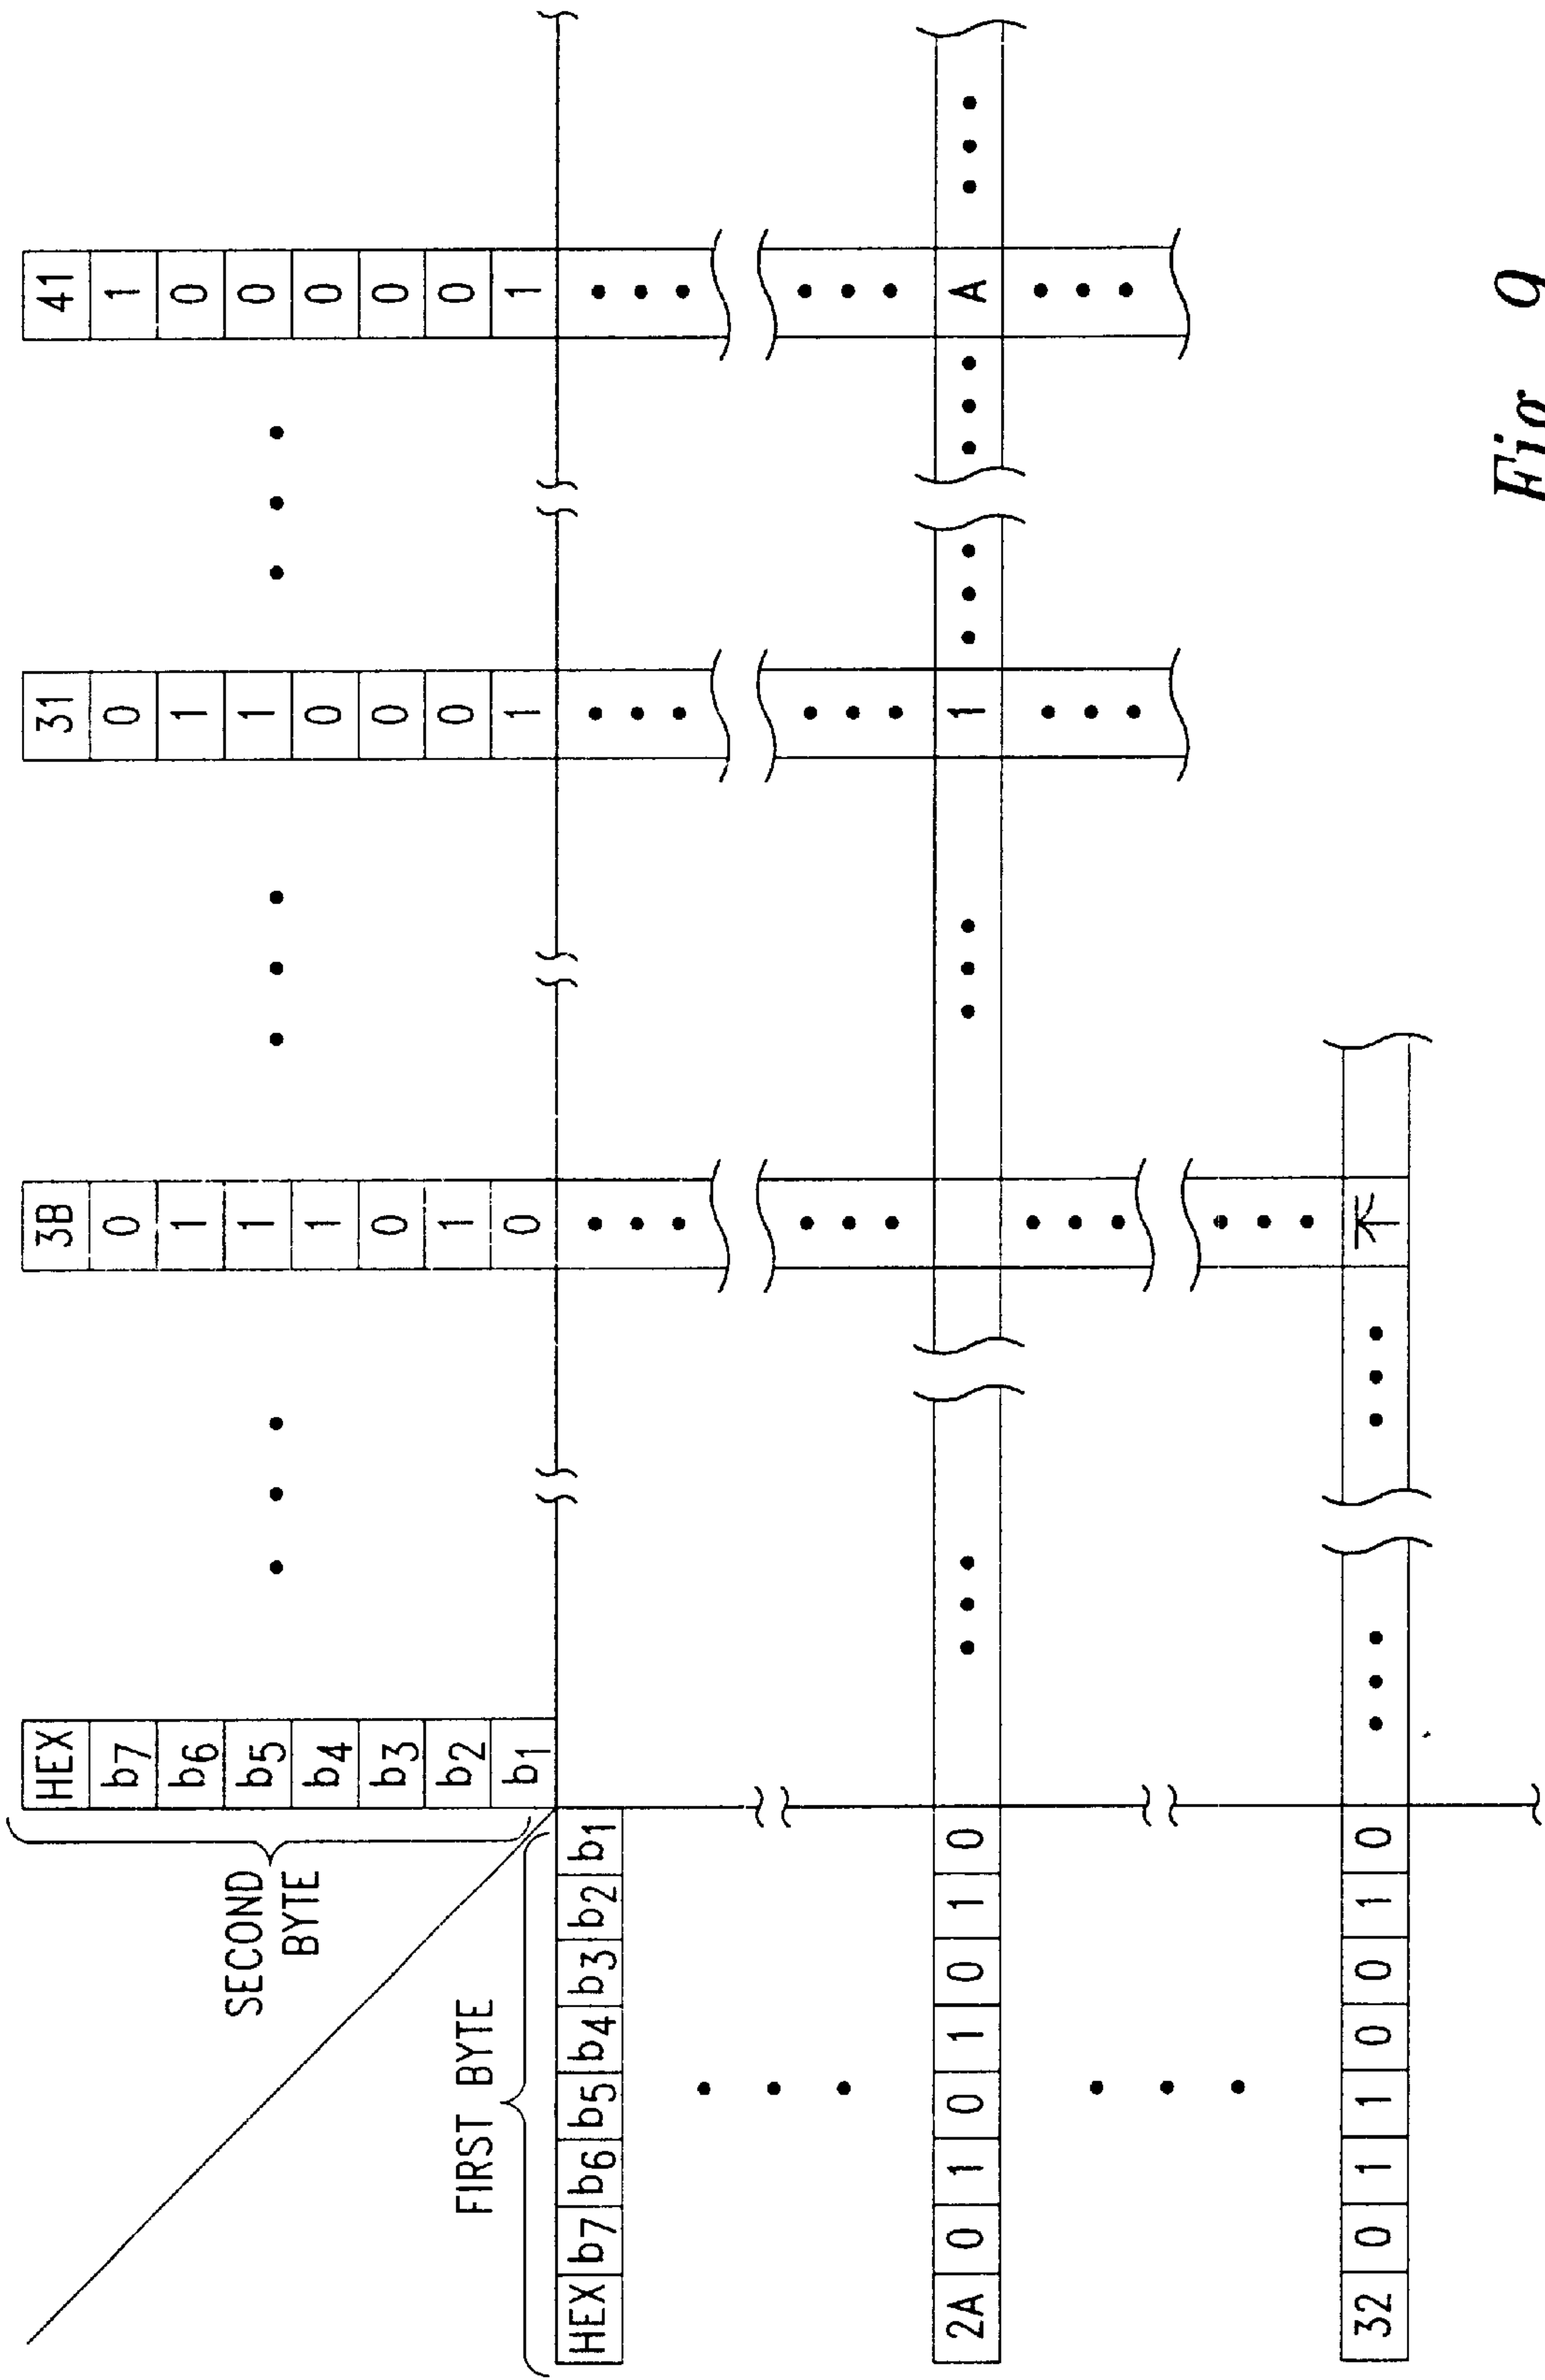 HEX 3B 31 41
b7 0 0 1
b6 1 1 0
SECOND
b5 1 1 0
BYTE
b4 1 0 0
b3 0 0 0
b2 1 0 0
FIRST BYTE
b1 0 1 1
HEX b7 b6 b5 b4 b3 b2 b1
2A 0 1 0 1 0 1 0 1 A
32 0 1 1 0 0 1 0
Fig. 9